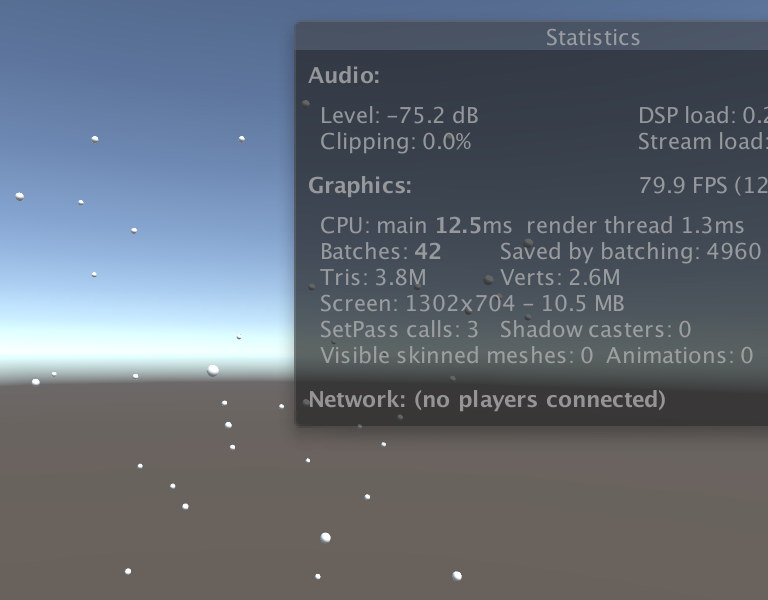 Statistics
Audio:
Level: -75.2 dB DSP load: 0.2
Clipping: 0.0% Stream load:
Graphics: 79.9 FPS (12
CPU: main 12.5ms render thread 1.3ms
Batches: 42 Saved by batching: 4960
Tris: 3.8M Verts: 2.6M
Screen: 1302x704 - 10.5 MB
SetPass calls: 3 Shadow casters: 0
Visible skinned meshes: 0 Animations: 0
Network: (no players connected)